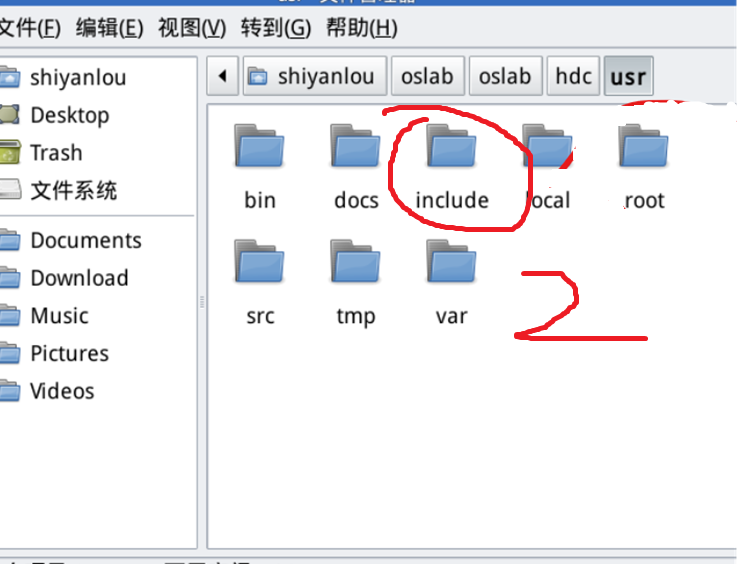 文件(F) 编辑(E) 视图(V) 转到(G) 帮助(H)
shiyanlou oslab oslab hdc usr
shiyanlou
Desktop
Trash
文件系统
Documents
Download
Music
Pictures
Videos
bin docs include local root
src tmp var
2